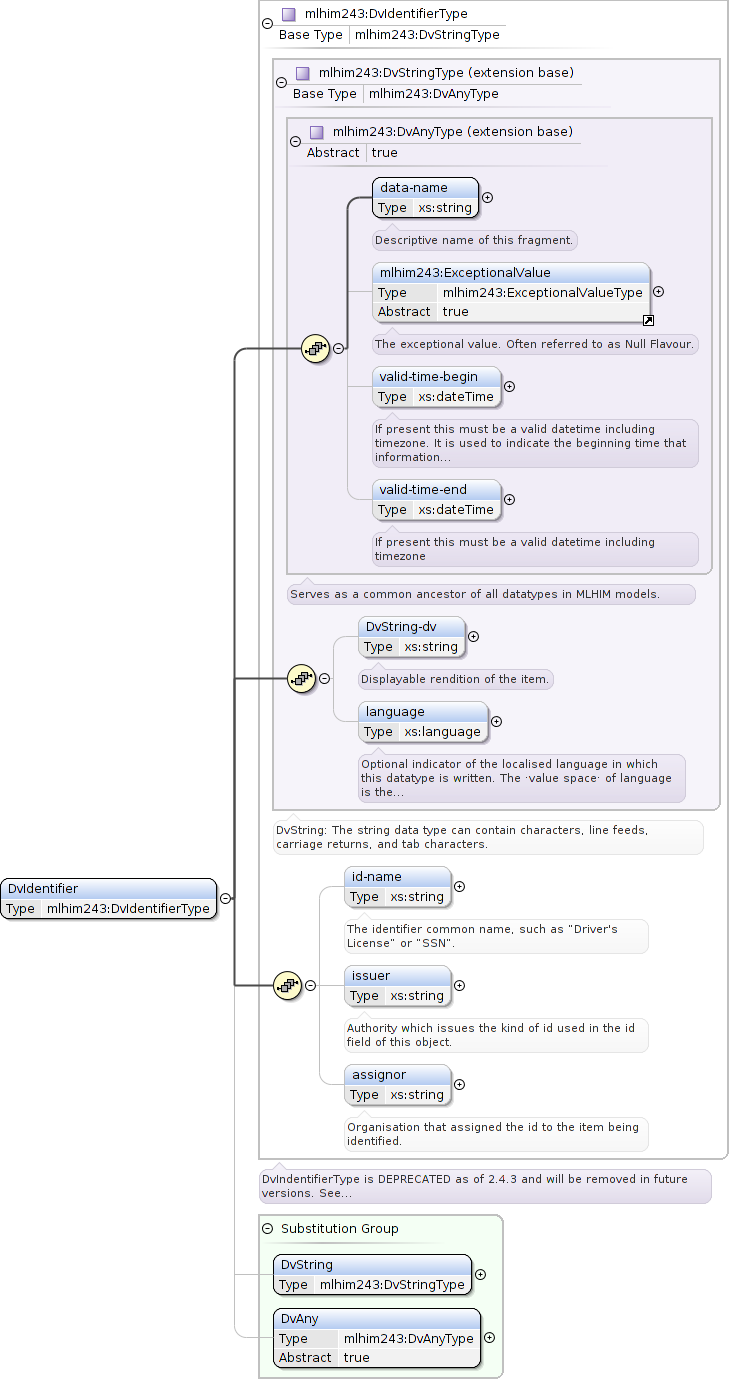 mlhim243:DvIdentifierType
Base Type mlhim243:DvStringType
mlhim243:DvStringType (extension base)
Base Type mlhim243:DvAnyType
mlhim243:DvAnyType (extension base)
Abstract true
data-name
Type xs:string
Descriptive name of this fragment.
mlhim243:ExceptionalValue
Type mlhim243:ExceptionalValueType
Abstract true
The exceptional value. Often referred to as Null Flavour.
valid-time-begin
Type xs:dateTime
If present this must be a valid datetime including
timezone. It is used to indicate the beginning time that
information...
valid-time-end
Type xs:dateTime
If present this must be a valid datetime including
timezone
Serves as a common ancestor of all datatypes in MLHIM models.
DvString-dv
Type xs:string
Displayable rendition of the item.
language
Type xs:language
Optional indicator of the localised language in which
this datatype is written. The ·value space· of language
is the...
DvString: The string data type can contain characters, line feeds,
carriage returns, and tab characters.
DvIdentifier
Type mlhim243:DvIdentifierType
id-name
Type xs:string
The identifier common name, such as "Driver's
License" or "SSN".
issuer
Type xs:string
Authority which issues the kind of id used in the id
field of this object.
assignor
Type xs:string
Organisation that assigned the id to the item being
identified.
DvIndentifierType is DEPRECATED as of 2.4.3 and will be removed in future
versions. See...
Substitution Group
DvString
Type mlhim243:DvStringType
DvAny
Type mlhim243:DvAnyType
Abstract true